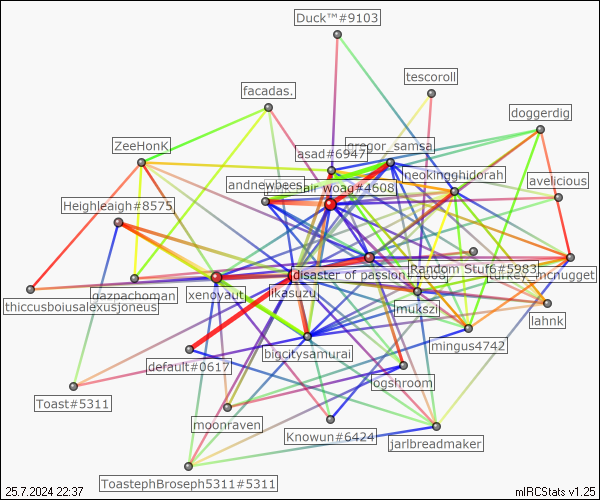 Duck™#9103
tescoroll
facadas.
doggerdig
ZeeHonK
gregor_samsa
asad#6947
neokingghidorah
avelicious
andnewbees
woag#4608
Heighleaigh#8575
disaster of passion
Random Stuf6#5983
turkey_mcnugget
thiccusboiusalexusjoneus
gazpachoman
xenoyaut
ikasuzu
mukszi
lahnk
mingus4742
bigcitysamurai
default#0617
ogshroom
Toast#5311
moonraven
Knowun#6424
jarlbreadmaker
ToastephBroseph5311#5311
25.7.2024 22:37
mIRCStats v1.25